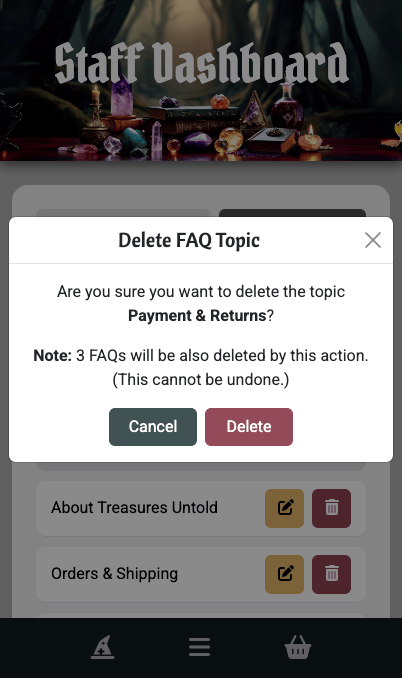 Staff Dashboard
Delete FAQ Topic
Are you sure you want to delete the topic
Payment & Returns?
Note: 3 FAQs will be also deleted by this action.
(This cannot be undone.)
Cancel Delete
About Treasures Untold
Orders & Shipping